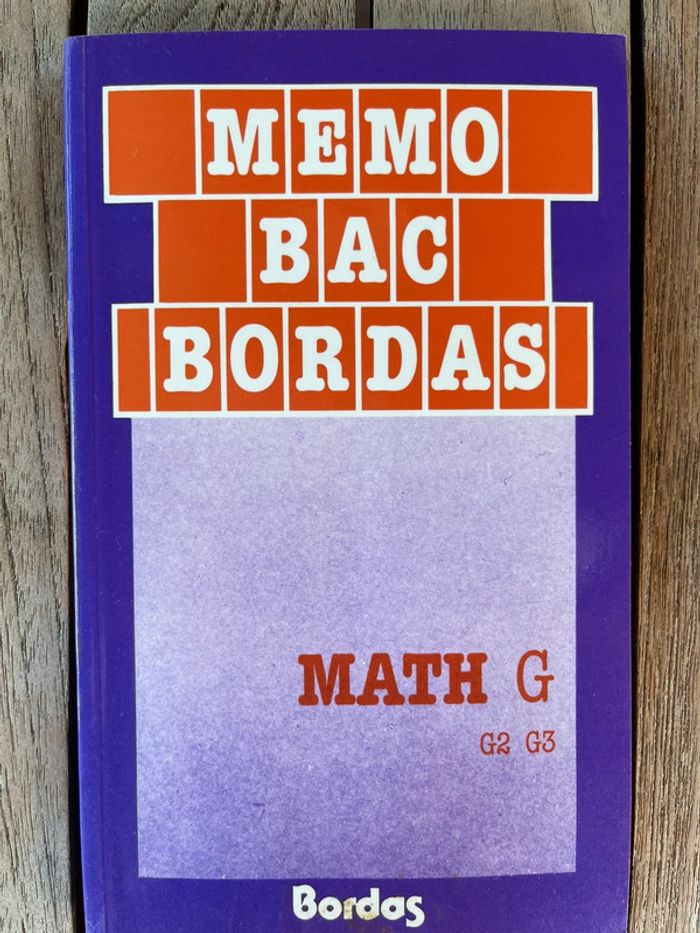 MEMO
BAC
BORDAS
MATH G
G2 G3
Bordas